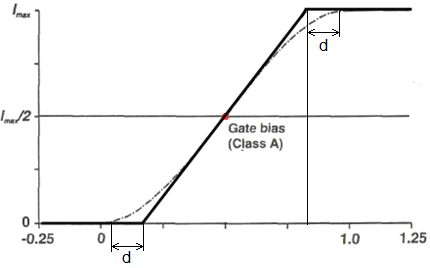 Imax
d
Imax/2
Gate bias
(Class A)
0
-0.25 0 1.0 1.25
d